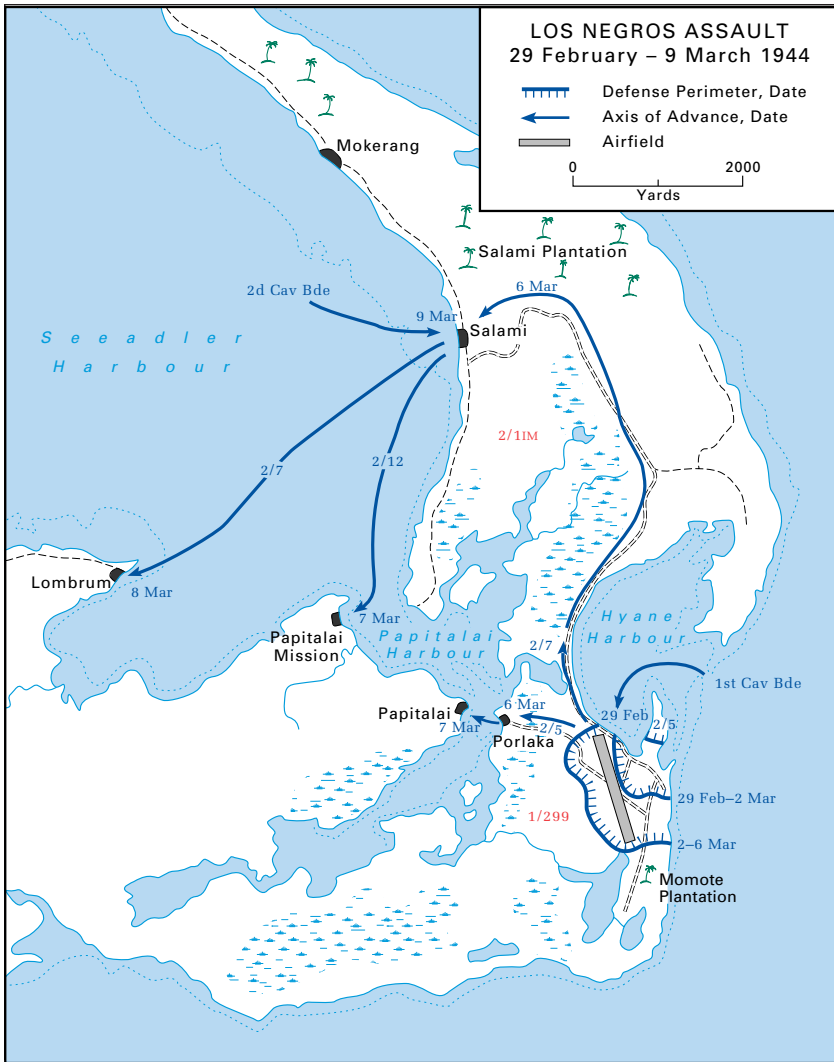 LOS NEGROS ASSAULT
29 February – 9 March 1944
Defense Perimeter, Date
Axis of Advance, Date
Airfield
0 2000
Yards
Mokerang
Salami Plantation
6 Mar
2d Cav Bde
9 Mar
Salami
Seeadler
Harbour
2/1IM
2/7
2/12
Lombrum
8 Mar
7 Mar
Papitalai
Mission
Papitalai
Harbour
Hyane
Harbour
2/7
1st Cav Bde
Papitalai
6 Mar
29 Feb
2/5
7 Mar
2/5
Porlaka
29 Feb–2 Mar
1/299
2–6 Mar
Momote
Plantation